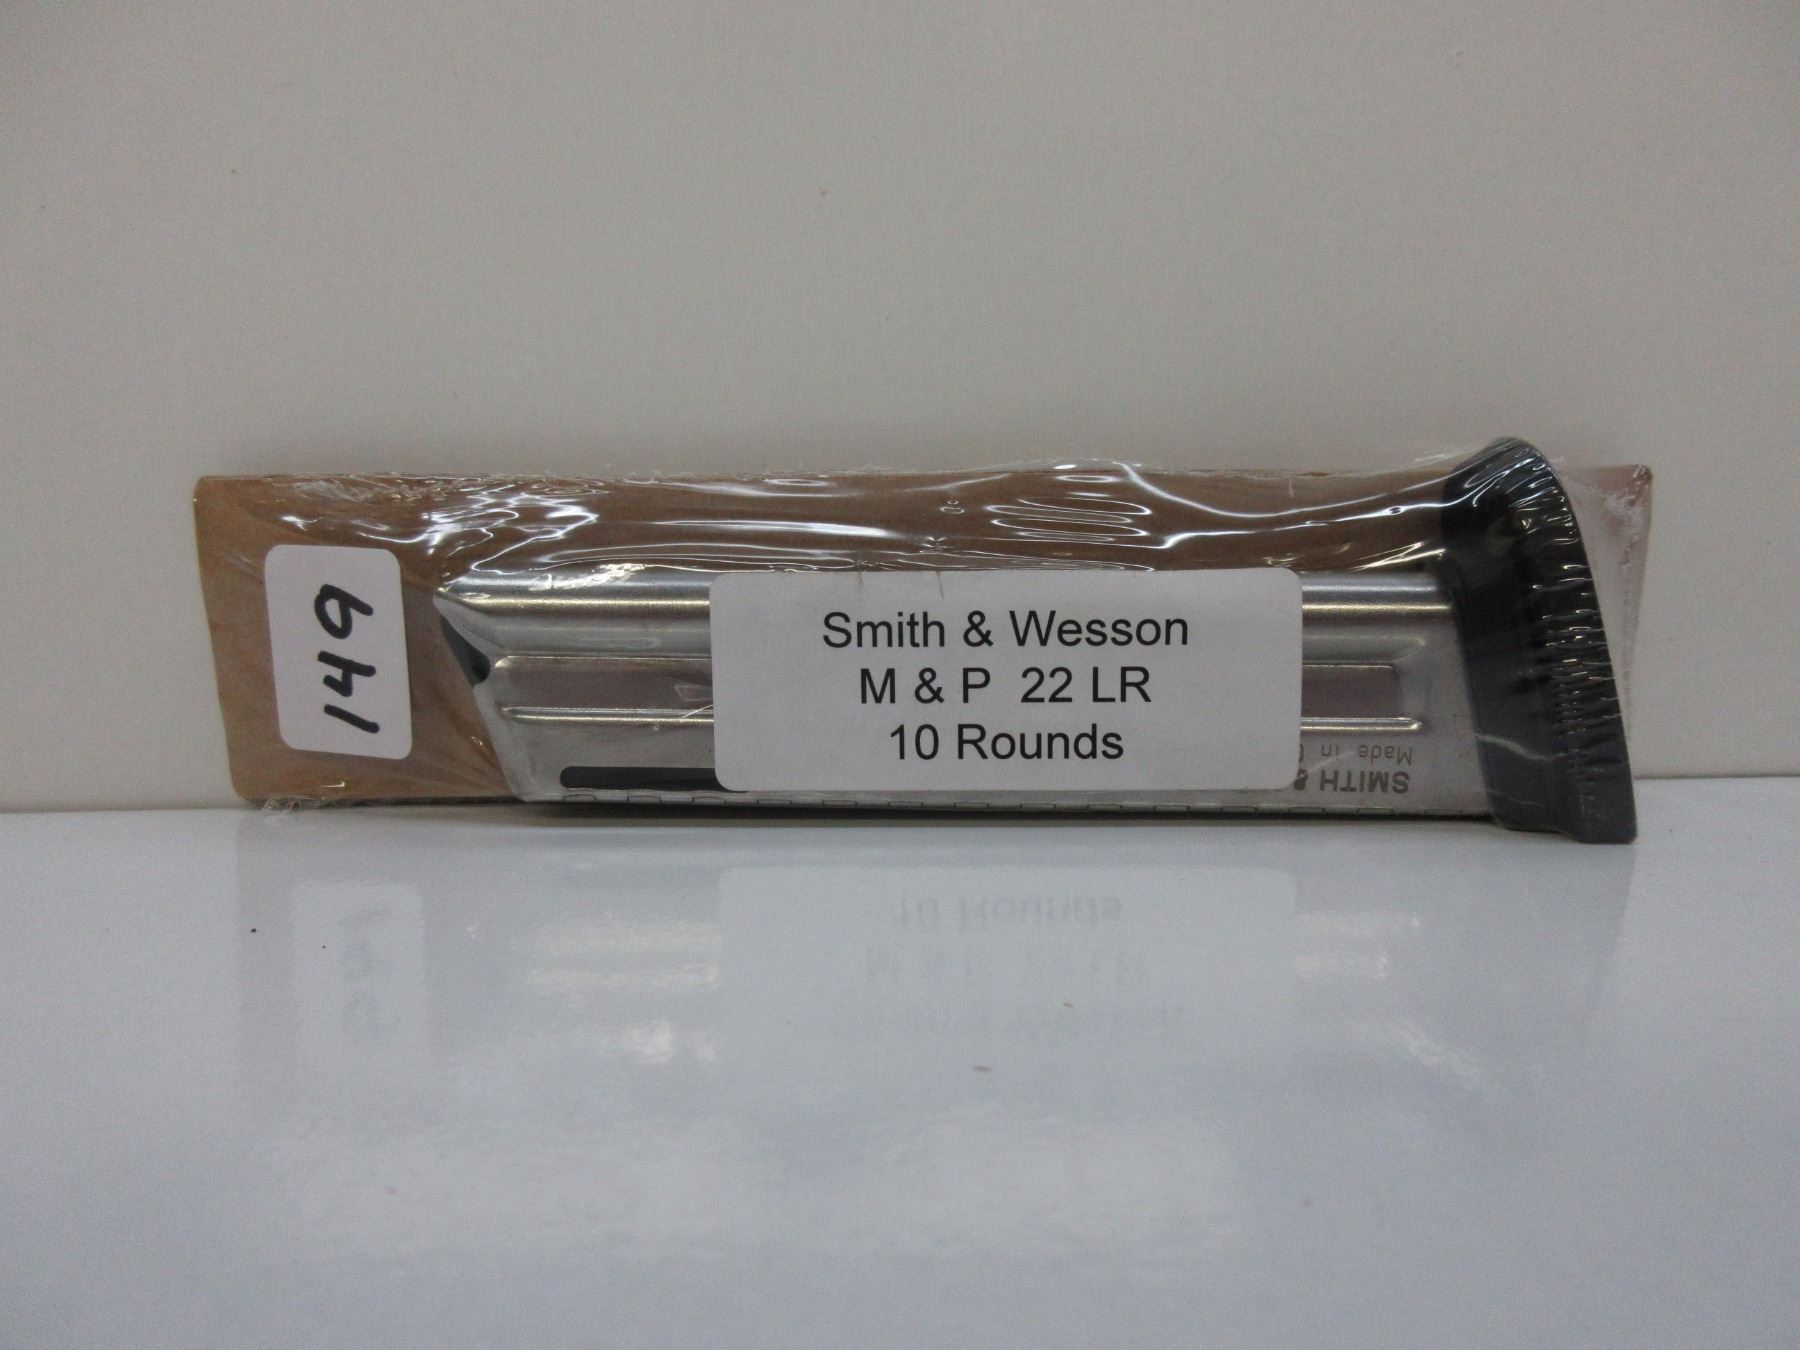 149
Smith & Wesson
M & P 22 LR
10 Rounds
SMITH &
Made in